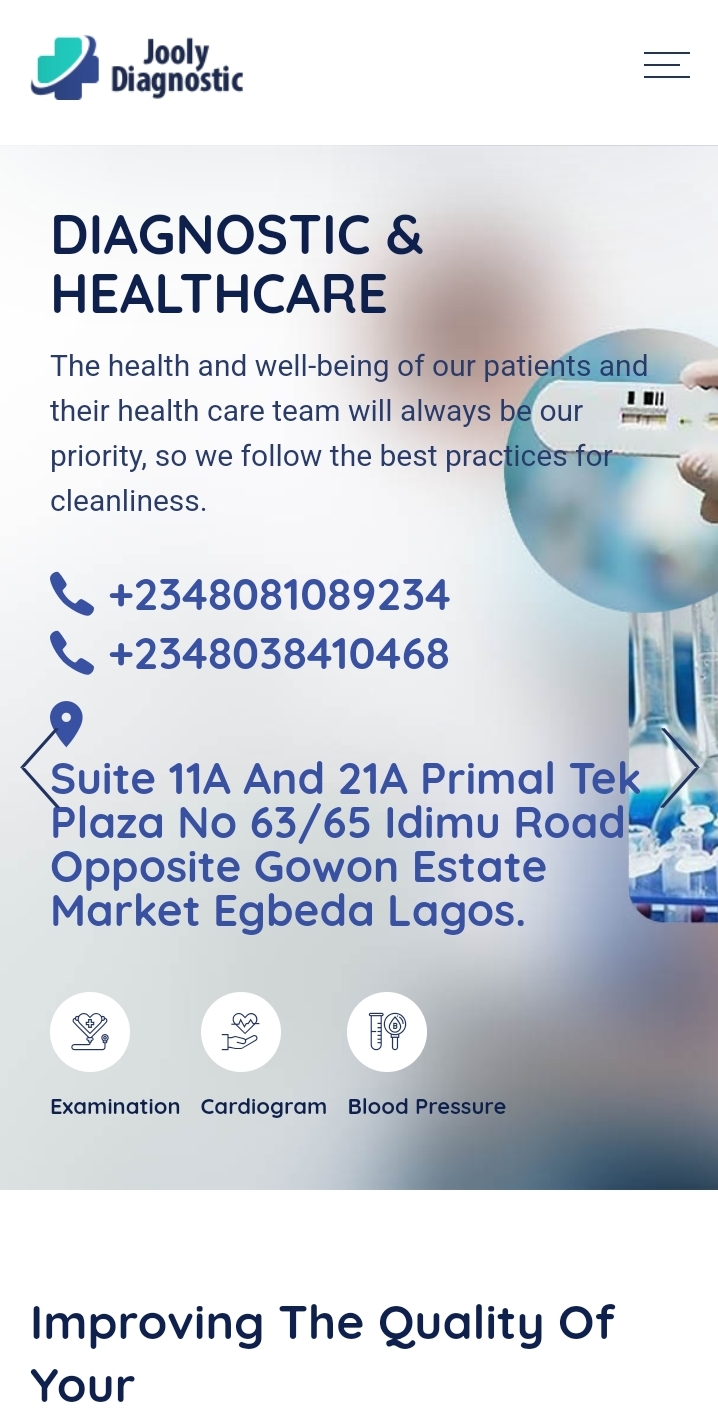 Jooly
Diagnostic
DIAGNOSTIC &
HEALTHCARE
The health and well-being of our patients and
their health care team will always be our
priority, so we follow the best practices for
cleanliness.
+2348081089234
+2348038410468
Suite 11A And 21A Primal Tek
Plaza No 63/65 Idimu Road
Opposite Gowon Estate
Market Egbeda Lagos.
Examination Cardiogram Blood Pressure
Improving The Quality Of
Your